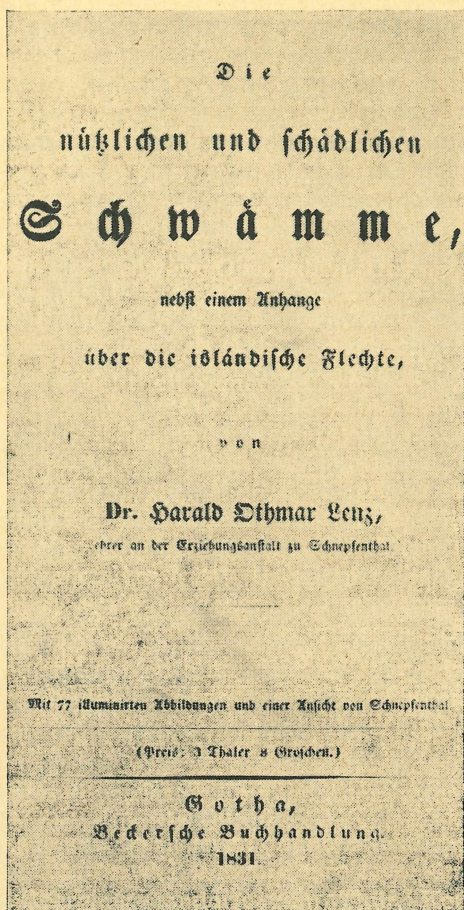 Die
nützlichen und schädlichen
Schwämme,
nebst einem Anhange
über die isländische Flechte,
von
Dr. Harald Othmar Lenz,
ehrer an der Erziehungsanstalt zu Schnepfenthal.
Mit 77 illuminirten Abbildungen und einer Ansicht von Schnepfenthal.
(Preis: 3 Thaler 8 Groschen.)
Gotha,
Beckersche Buchhandlung.
1831.